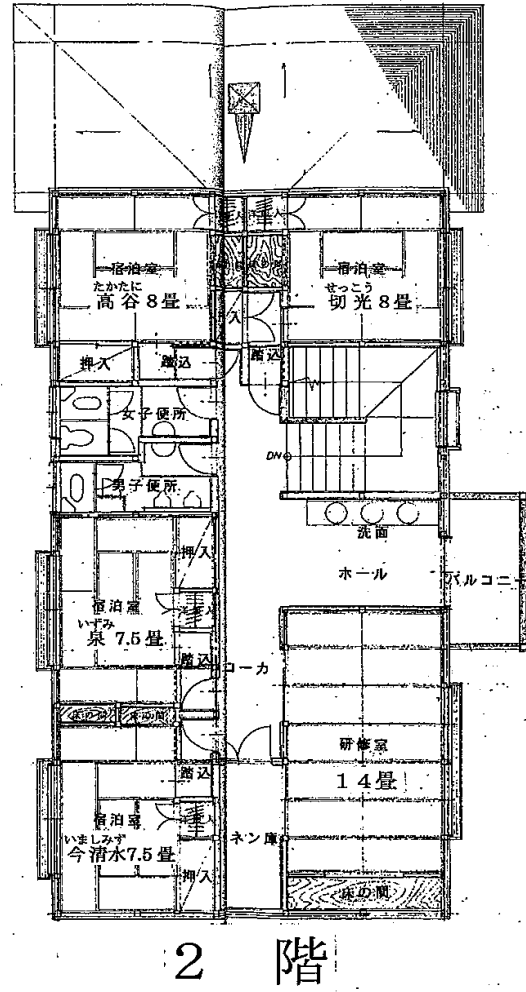 宿泊室
たかたに
高谷8畳
宿泊室
せっこう
切光8畳
押入
踏込
入
踏込
女子便所
DN
男子便所
洗面
押入
ホール
バルコニー
宿泊室
いずみ
泉 7.5畳
踏込
ローカ
床の間
床の間
研修室
14畳
踏込
宿泊室
いましみず
今清水7.5畳
ネン庫
押入
床の間
2 階